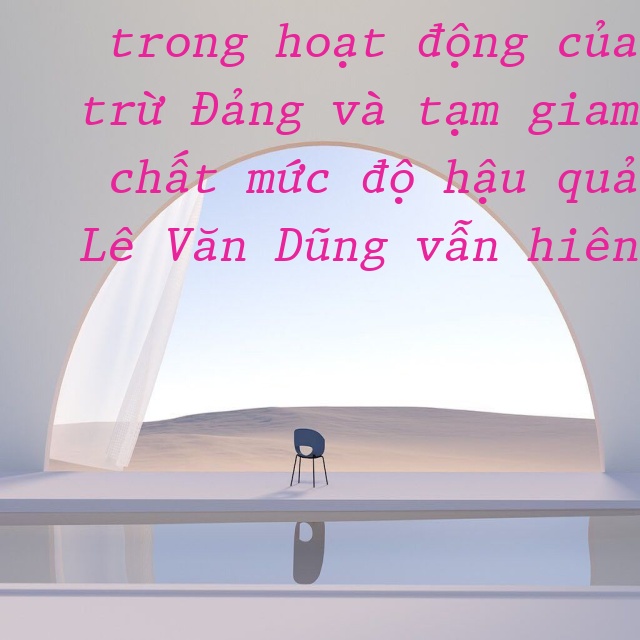 trong hoạt động của
trừ Đảng và tạm giam
chất mức độ hậu quả
Lê Văn Dũng vẫn hiên